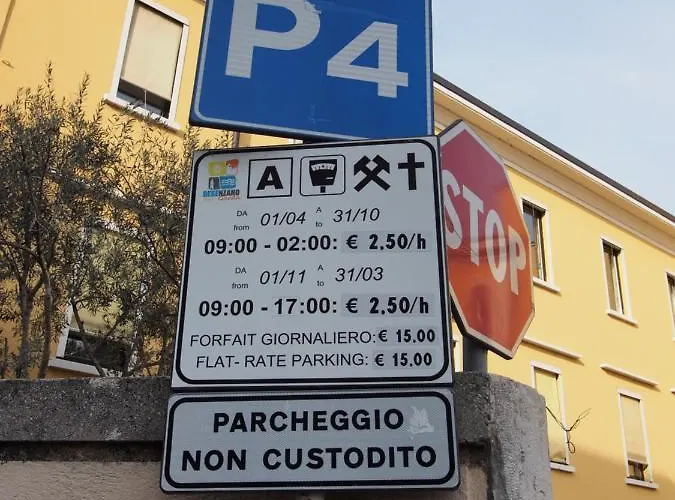 P4
DESENZANO
Garda
A
DA from 01/04 A to 31/10
09:00 - 02:00: € 2,50/h
DA from 01/11 A to 31/03
09:00 - 17:00: € 2,50/h
FORFAIT GIORNALIERO: € 15.00
FLAT- RATE PARKING: € 15.00
STOP
PARCHEGGIO
NON CUSTODITO